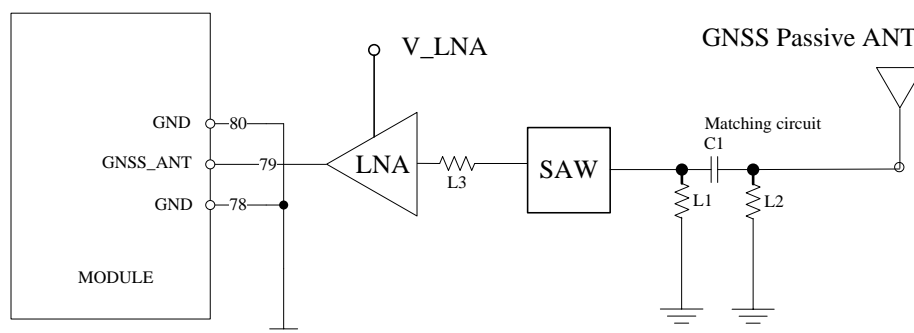 GNSS Passive ANT
V_LNA
Matching circuit
C1
GND 80
GNSS_ANT 79
LNA
L3
SAW
L1
L2
GND 78
MODULE